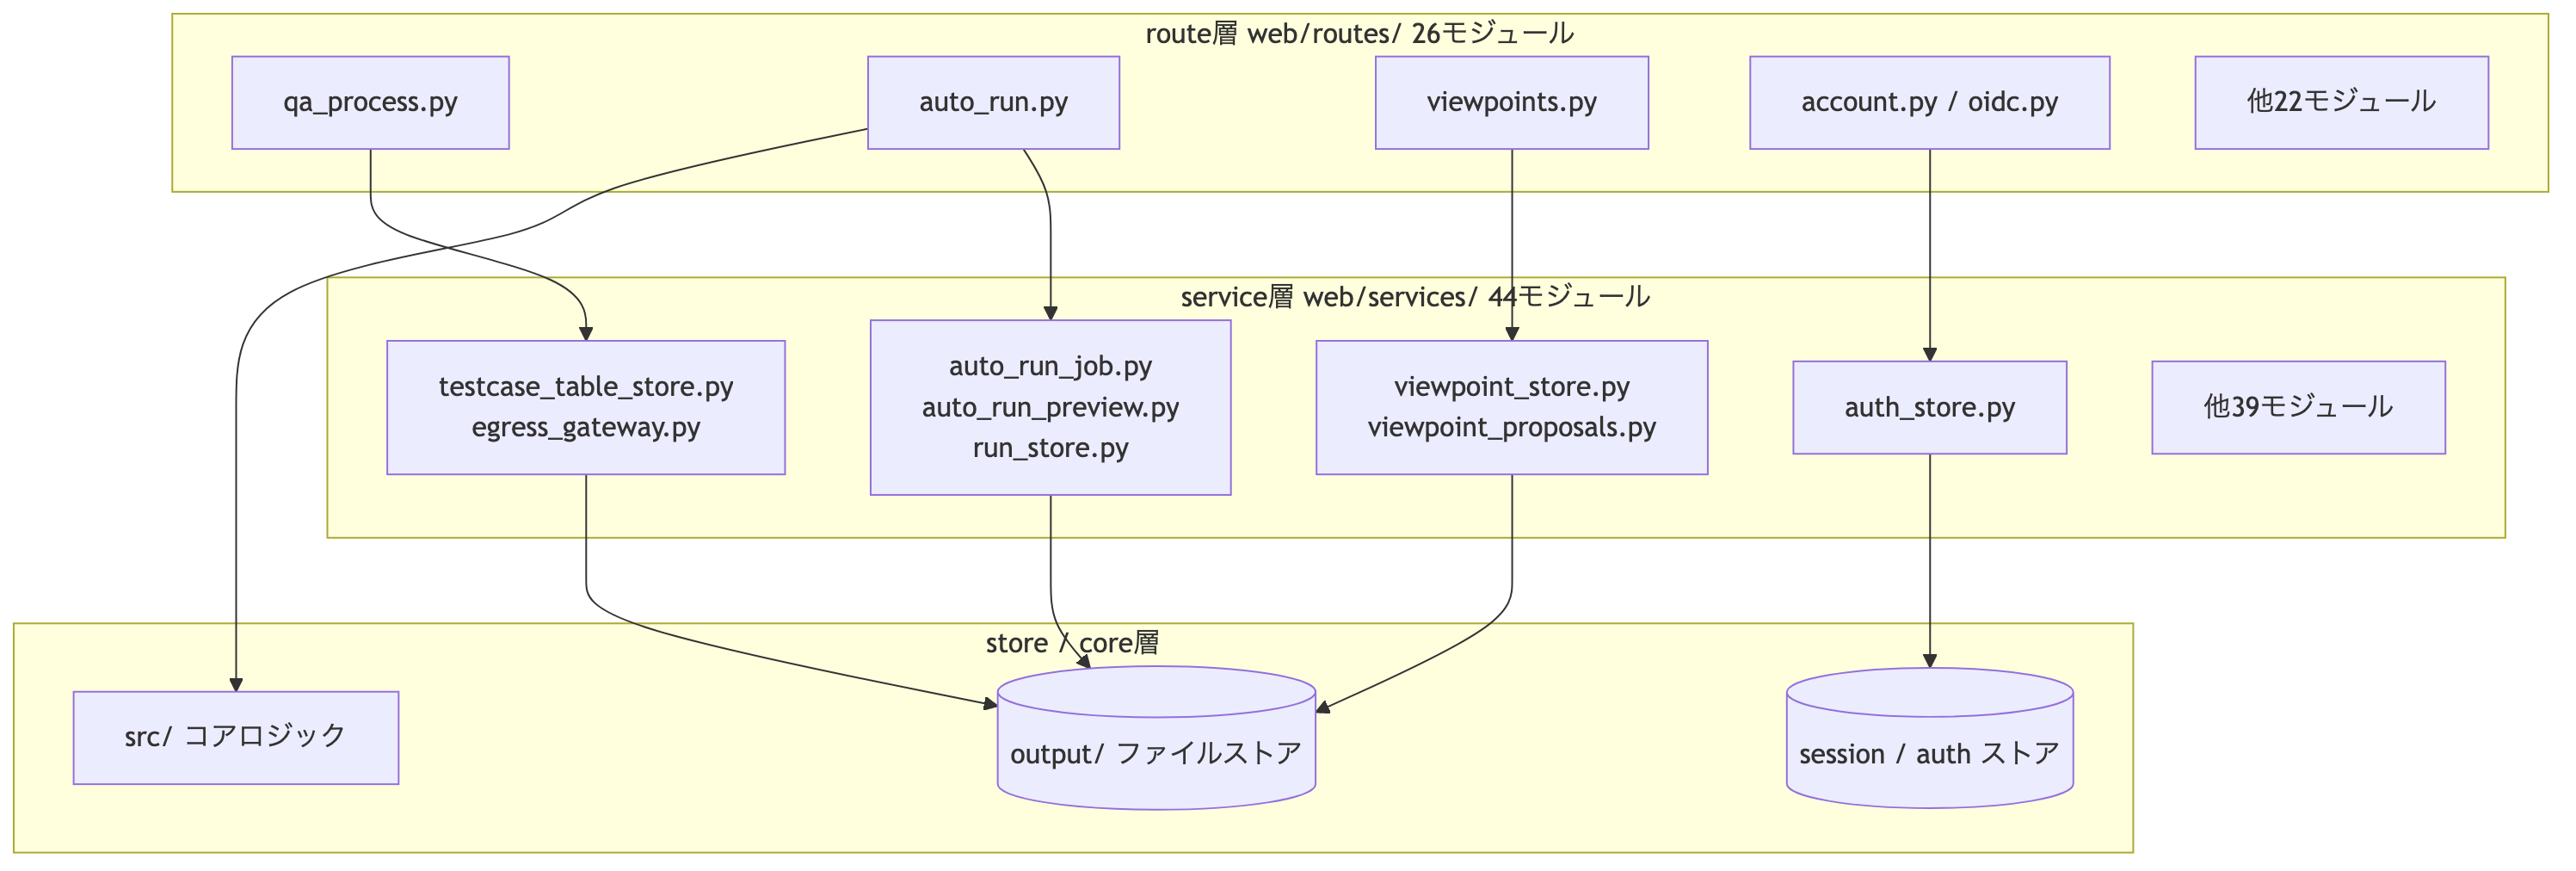 route層 web/routes/ 26モジュール
qa_process.py
auto_run.py
viewpoints.py
account.py / oidc.py
他22モジュール
service層 web/services/ 44モジュール
testcase_table_store.py
egress_gateway.py
auto_run_job.py
auto_run_preview.py
run_store.py
viewpoint_store.py
viewpoint_proposals.py
auth_store.py
他39モジュール
store / core層
src/ コアロジック
output/ ファイルストア
session / auth ストア